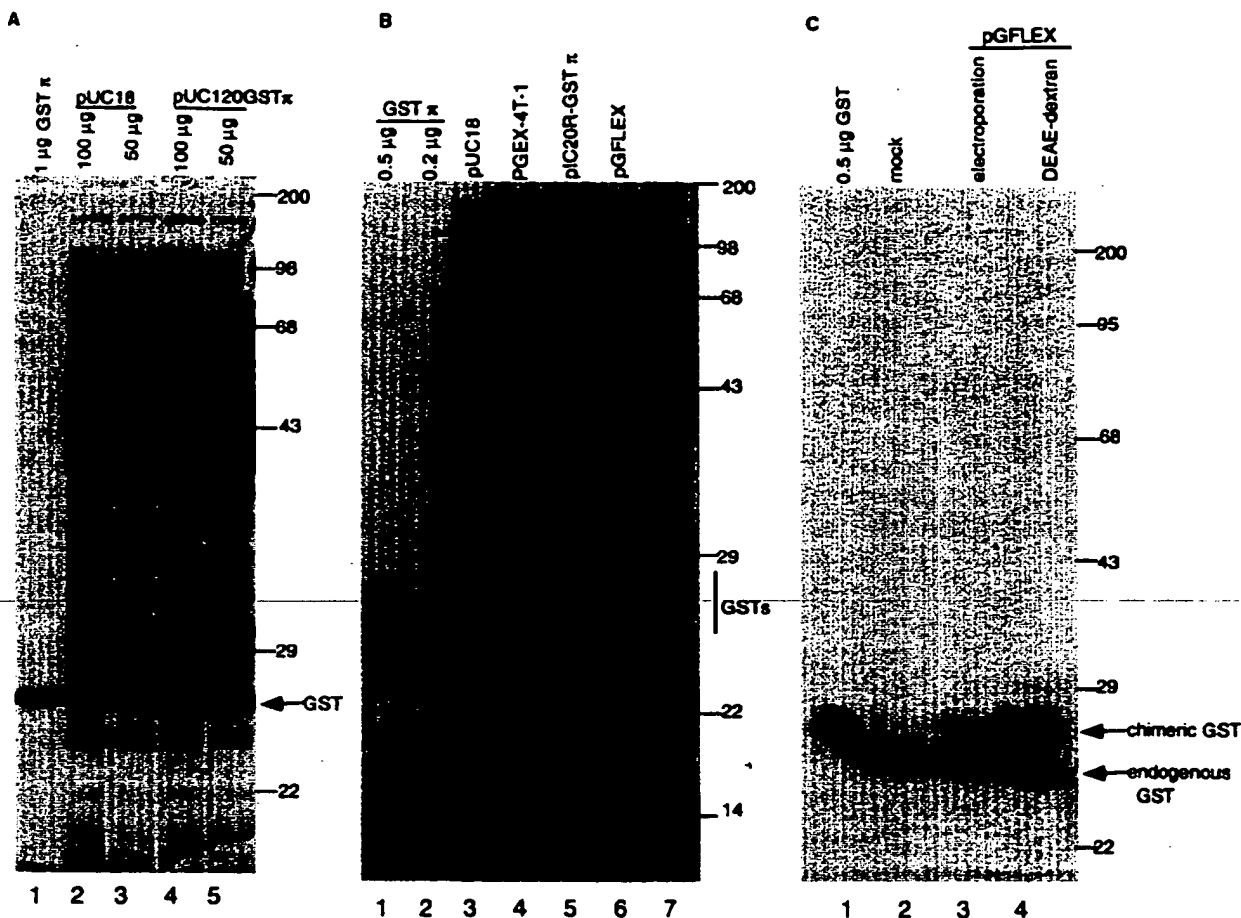 A
1 µg GST π
pUC18
100 µg
50 µg
pUC120GSTπ
100 µg
50 µg
200
98
68
43
29
GST
22
1 2 3 4 5
B
GST π
0.5 µg
0.2 µg
pUC18
PGEX-4T-1
pIC20R-GST π
pGFLEX
200
98
68
43
29
GSTs
22
14
1 2 3 4 5 6 7
C
0.5 µg GST
mock
pGFLEX
electroporation
DEAE-dextran
200
95
68
43
29
chimeric GST
endogenous
GST
22
1 2 3 4